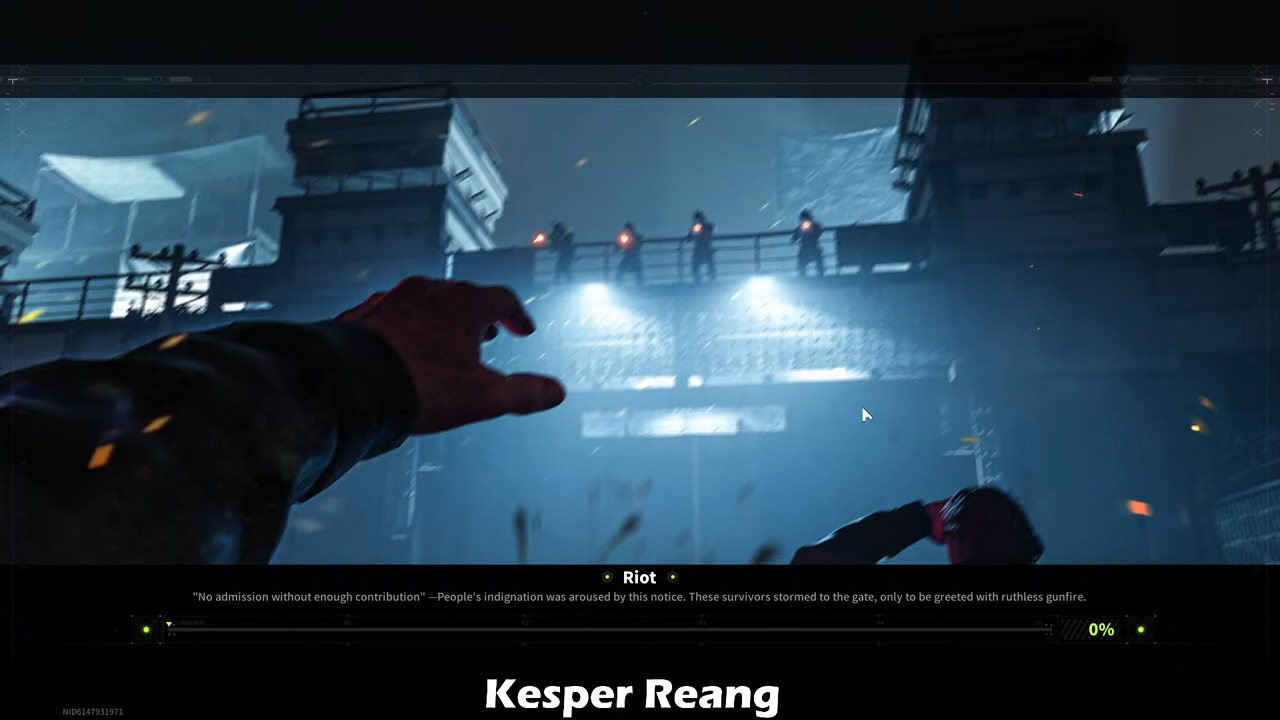 Riot
"No admission without enough contribution" —People's indignation was aroused by this notice. These survivors stormed to the gate, only to be greeted with ruthless gunfire.
0%
Kesper Reang
NID6147931971